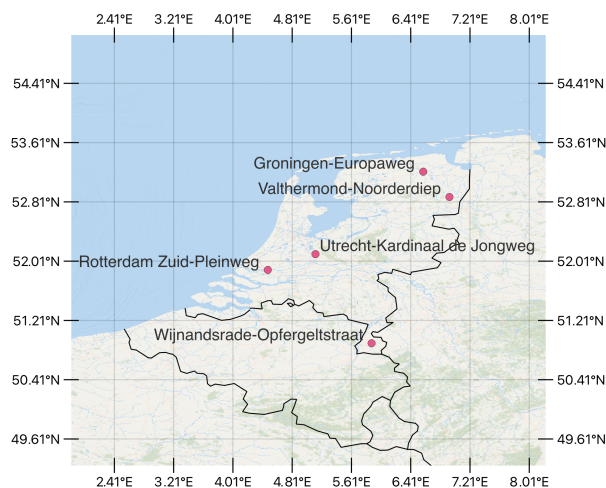 2.41°E 3.21°E 4.01°E 4.81°E 5.61°E 6.41°E 7.21°E 8.01°E
54.41°N 54.41°N
53.61°N 53.61°N
Groningen-Europaweg
Valthermond-Noorderdiep
52.81°N 52.81°N
Utrecht-Kardinaal de Jongweg
52.01°N Rotterdam Zuid-Pleinweg 52.01°N
51.21°N 51.21°N
Wijnandsrade-Opfergeltstraat
50.41°N 50.41°N
49.61°N 49.61°N
2.41°E 3.21°E 4.01°E 4.81°E 5.61°E 6.41°E 7.21°E 8.01°E